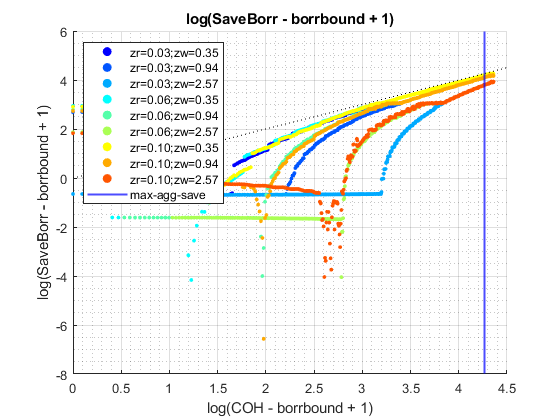 log(SaveBorr - borrbound + 1)
6
4
2
0
-2
-4
-6
-8
log(SaveBorr - borrbound + 1)
zr=0.03;zw=0.35
zr=0.03;zw=0.94
zr=0.03;zw=2.57
zr=0.06;zw=0.35
zr=0.06;zw=0.94
zr=0.06;zw=2.57
zr=0.10;zw=0.35
zr=0.10;zw=0.94
zr=0.10;zw=2.57
max-agg-save
0 0.5 1 1.5 2 2.5 3 3.5 4 4.5
log(COH - borrbound + 1)